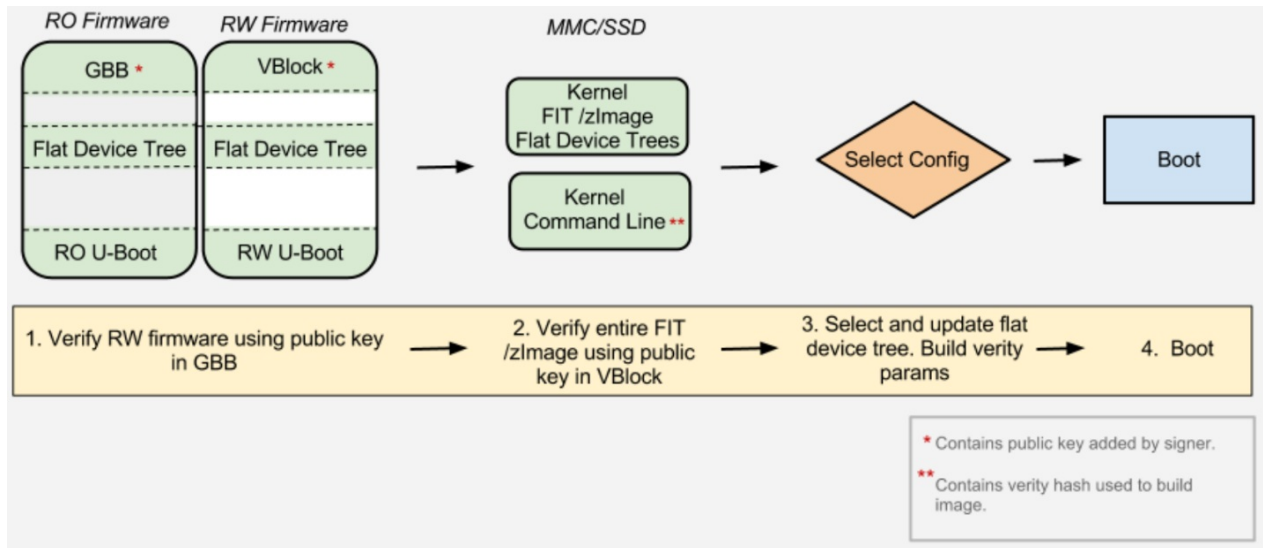 RO Firmware
RW Firmware
MMC/SSD
GBB *
VBlock *
Flat Device Tree
Flat Device Tree
RO U-Boot
RW U-Boot
Kernel
FIT /zImage
Flat Device Trees
Kernel
Command Line **
Select Config
Boot
1. Verify RW firmware using public key
in GBB
2. Verify entire FIT
/zImage using public
key in VBlock
3. Select and update flat
device tree. Build verity
params
4. Boot
* Contains public key added by signer.
** Contains verity hash used to build
image.